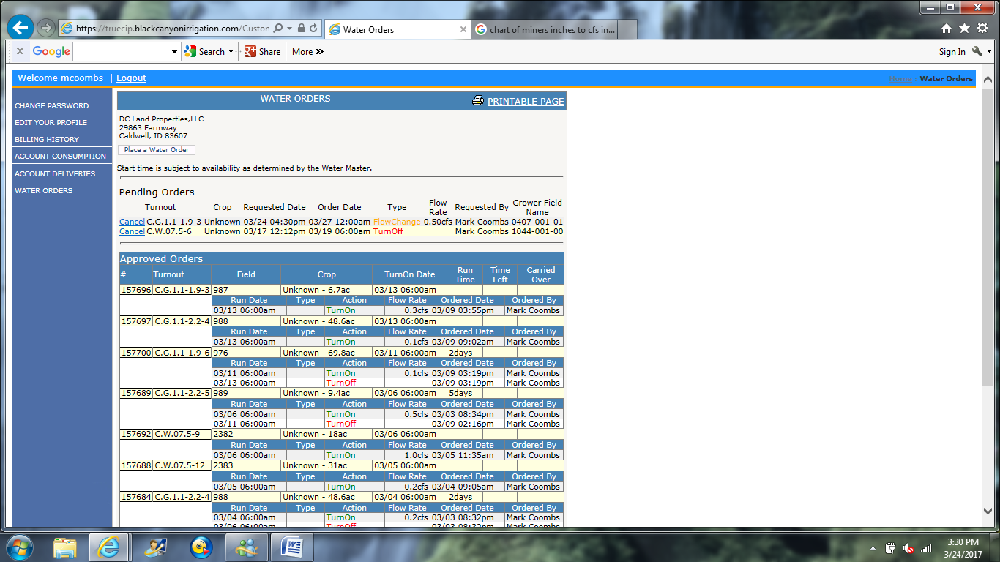 https://truecip.blackcanyonirrigation.com/Custon
Water Orders
chart of miners inches to cfs in...
x Google Search Share More »
Sign In
Welcome mcoombs | Logout
Home | Water Orders
CHANGE PASSWORD
EDIT YOUR PROFILE
BILLING HISTORY
ACCOUNT CONSUMPTION
ACCOUNT DELIVERIES
WATER ORDERS
WATER ORDERS PRINTABLE PAGE
DC Land Properties,LLC
29863 Farmway
Caldwell, ID 83607
Place a Water Order
Start time is subject to availability as determined by the Water Master.
Pending Orders
Turnout Crop Requested Date Order Date Type Flow Rate Requested By Grower Field Name
Cancel C.G.1.1-1.9-3 Unknown 03/24 04:30pm 03/27 12:00am FlowChange 0.50cfs Mark Coombs 0407-001-01
Cancel C.W.07.5-6 Unknown 03/17 12:12pm 03/19 06:00am TurnOff Mark Coombs 1044-001-00
Approved Orders
# Turnout Field Crop TurnOn Date Run Time Time Left Carried Over
157696 C.G.1.1-1.9-3 987 Unknown - 6.7ac 03/13 06:00am
Run Date Type Action Flow Rate Ordered Date Ordered By
03/13 06:00am TurnOn 0.3cfs 03/09 03:55pm Mark Coombs
157697 C.G.1.1-2.2-4 988 Unknown - 48.6ac 03/13 06:00am
Run Date Type Action Flow Rate Ordered Date Ordered By
03/13 06:00am TurnOn 0.1cfs 03/09 09:02am Mark Coombs
157700 C.G.1.1-1.9-6 976 Unknown - 69.8ac 03/11 06:00am 2days
Run Date Type Action Flow Rate Ordered Date Ordered By
03/11 06:00am TurnOn 0.1cfs 03/09 03:19pm Mark Coombs
03/13 06:00am TurnOff 03/09 03:19pm Mark Coombs
157689 C.G.1.1-2.2-5 989 Unknown - 9.4ac 03/06 06:00am 5days
Run Date Type Action Flow Rate Ordered Date Ordered By
03/06 06:00am TurnOn 0.5cfs 03/03 08:34pm Mark Coombs
03/11 06:00am TurnOff 03/09 02:16pm Mark Coombs
157692 C.W.07.5-9 2382 Unknown - 18ac 03/06 06:00am
Run Date Type Action Flow Rate Ordered Date Ordered By
03/06 06:00am TurnOn 1.0cfs 03/05 11:35am Mark Coombs
157688 C.W.07.5-12 2383 Unknown - 31ac 03/05 06:00am
Run Date Type Action Flow Rate Ordered Date Ordered By
03/05 06:00am TurnOn 0.2cfs 03/04 09:05am Mark Coombs
157684 C.G.1.1-2.2-4 988 Unknown - 48.6ac 03/04 06:00am 2days
Run Date Type Action Flow Rate Ordered Date Ordered By
03/04 06:00am TurnOn 0.2cfs 03/03 08:32pm Mark Coombs
03/06 06:00am TurnOff 03/03 08:32pm Mark Coombs
3:30 PM
3/24/2017